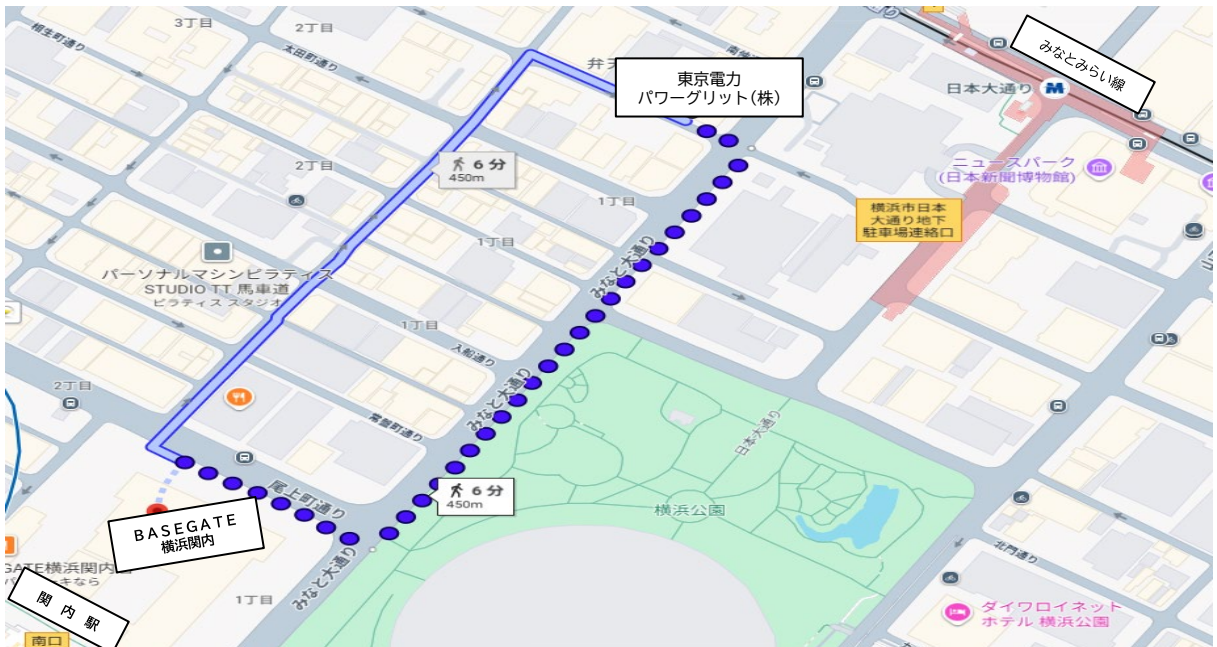 3丁目
2丁目
相生町通り
太田町通り
弁天
南仲通り
通り
東京電力
パワーグリット(株)
みなとみらい線
日本大通り
ニュースパーク
(日本新聞博物館)
横浜市日本
大通り地下
駐車場連絡口
6 分
450m
2丁目
1丁目
1丁目
みなと大通り
パーソナルマシンピラティス
STUDIO TT 馬車道
ピラティス スタジオ
1丁目
入船通り
2丁目
常盤町通り
みなと大通り
日本大通り
6 分
450m
尾上町通り
横浜公園
BASEGATE
横浜関内
みなと大通り
北門通り
GATE横浜関内
キなら
関内駅
1丁目
南口
ダイワロイネット
ホテル 横浜公園